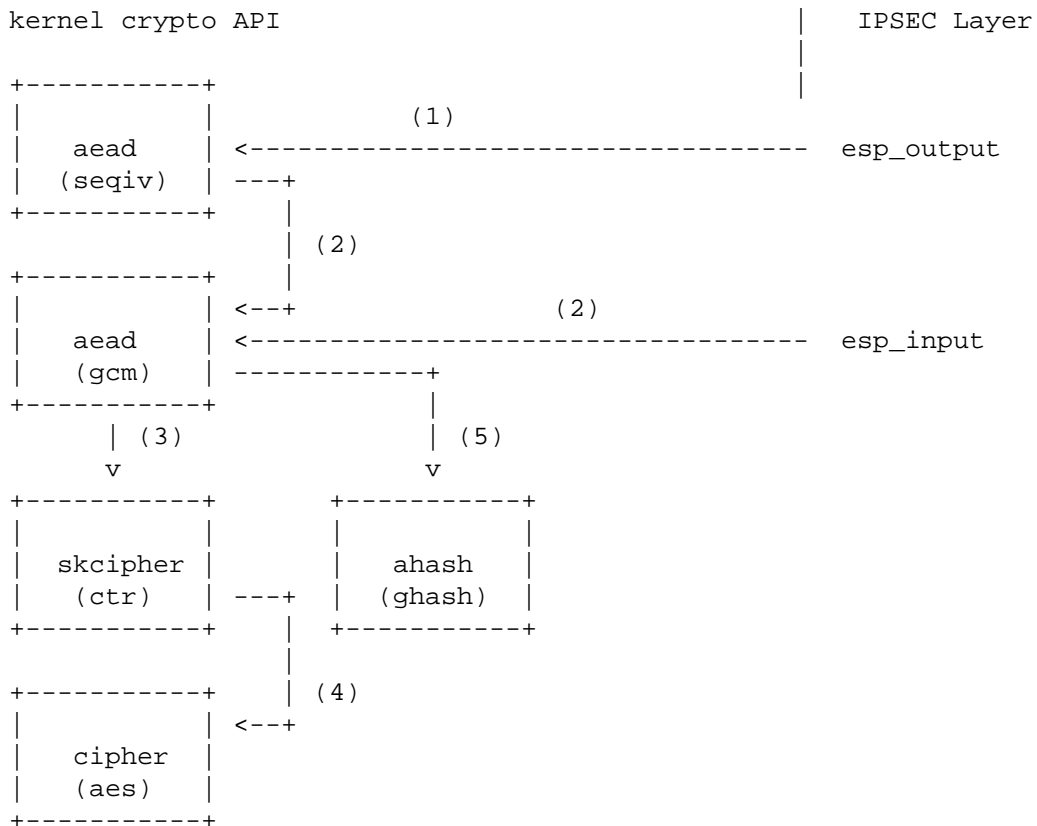 kernel crypto API | IPSEC Layer
(1)
aead <----------------------------------- esp_output
(seqiv)
(2)
(2)
aead <----------------------------------- esp_input
(gcm)
(3) (5)
skcipher ahash
(ctr) (ghash)
(4)
cipher
(aes)